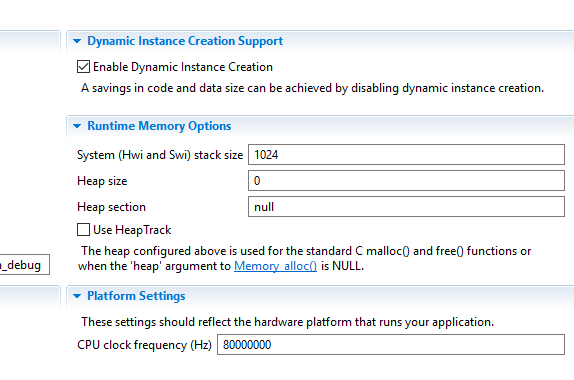 Dynamic Instance Creation Support
Enable Dynamic Instance Creation
A savings in code and data size can be achieved by disabling dynamic instance creation.
Runtime Memory Options
System (Hwi and Swi) stack size 1024
Heap size 0
Heap section null
Use HeapTrack
The heap configured above is used for the standard C malloc() and free() functions or
_debug when the 'heap' argument to Memory_alloc() is NULL.
Platform Settings
These settings should reflect the hardware platform that runs your application.
CPU clock frequency (Hz) 80000000